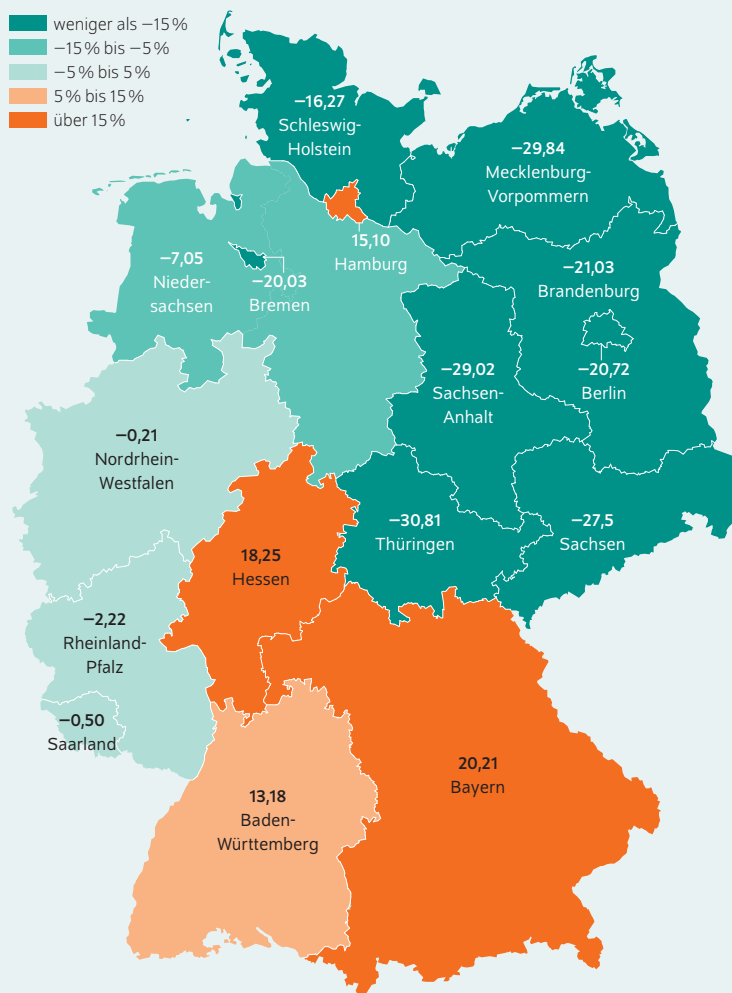 weniger als −15 %
−15 % bis −5 %
−5 % bis 5 %
5 % bis 15 %
über 15 %
−16,27
Schleswig-
Holstein
−29,84
Mecklenburg-
Vorpommern
15,10
Hamburg
−7,05
Nieder-
sachsen
−20,03
Bremen
−21,03
Brandenburg
−20,72
Berlin
−29,02
Sachsen-
Anhalt
−0,21
Nordrhein-
Westfalen
−30,81
Thüringen
−27,5
Sachsen
18,25
Hessen
−2,22
Rheinland-
Pfalz
−0,50
Saarland
20,21
Bayern
13,18
Baden-
Württemberg